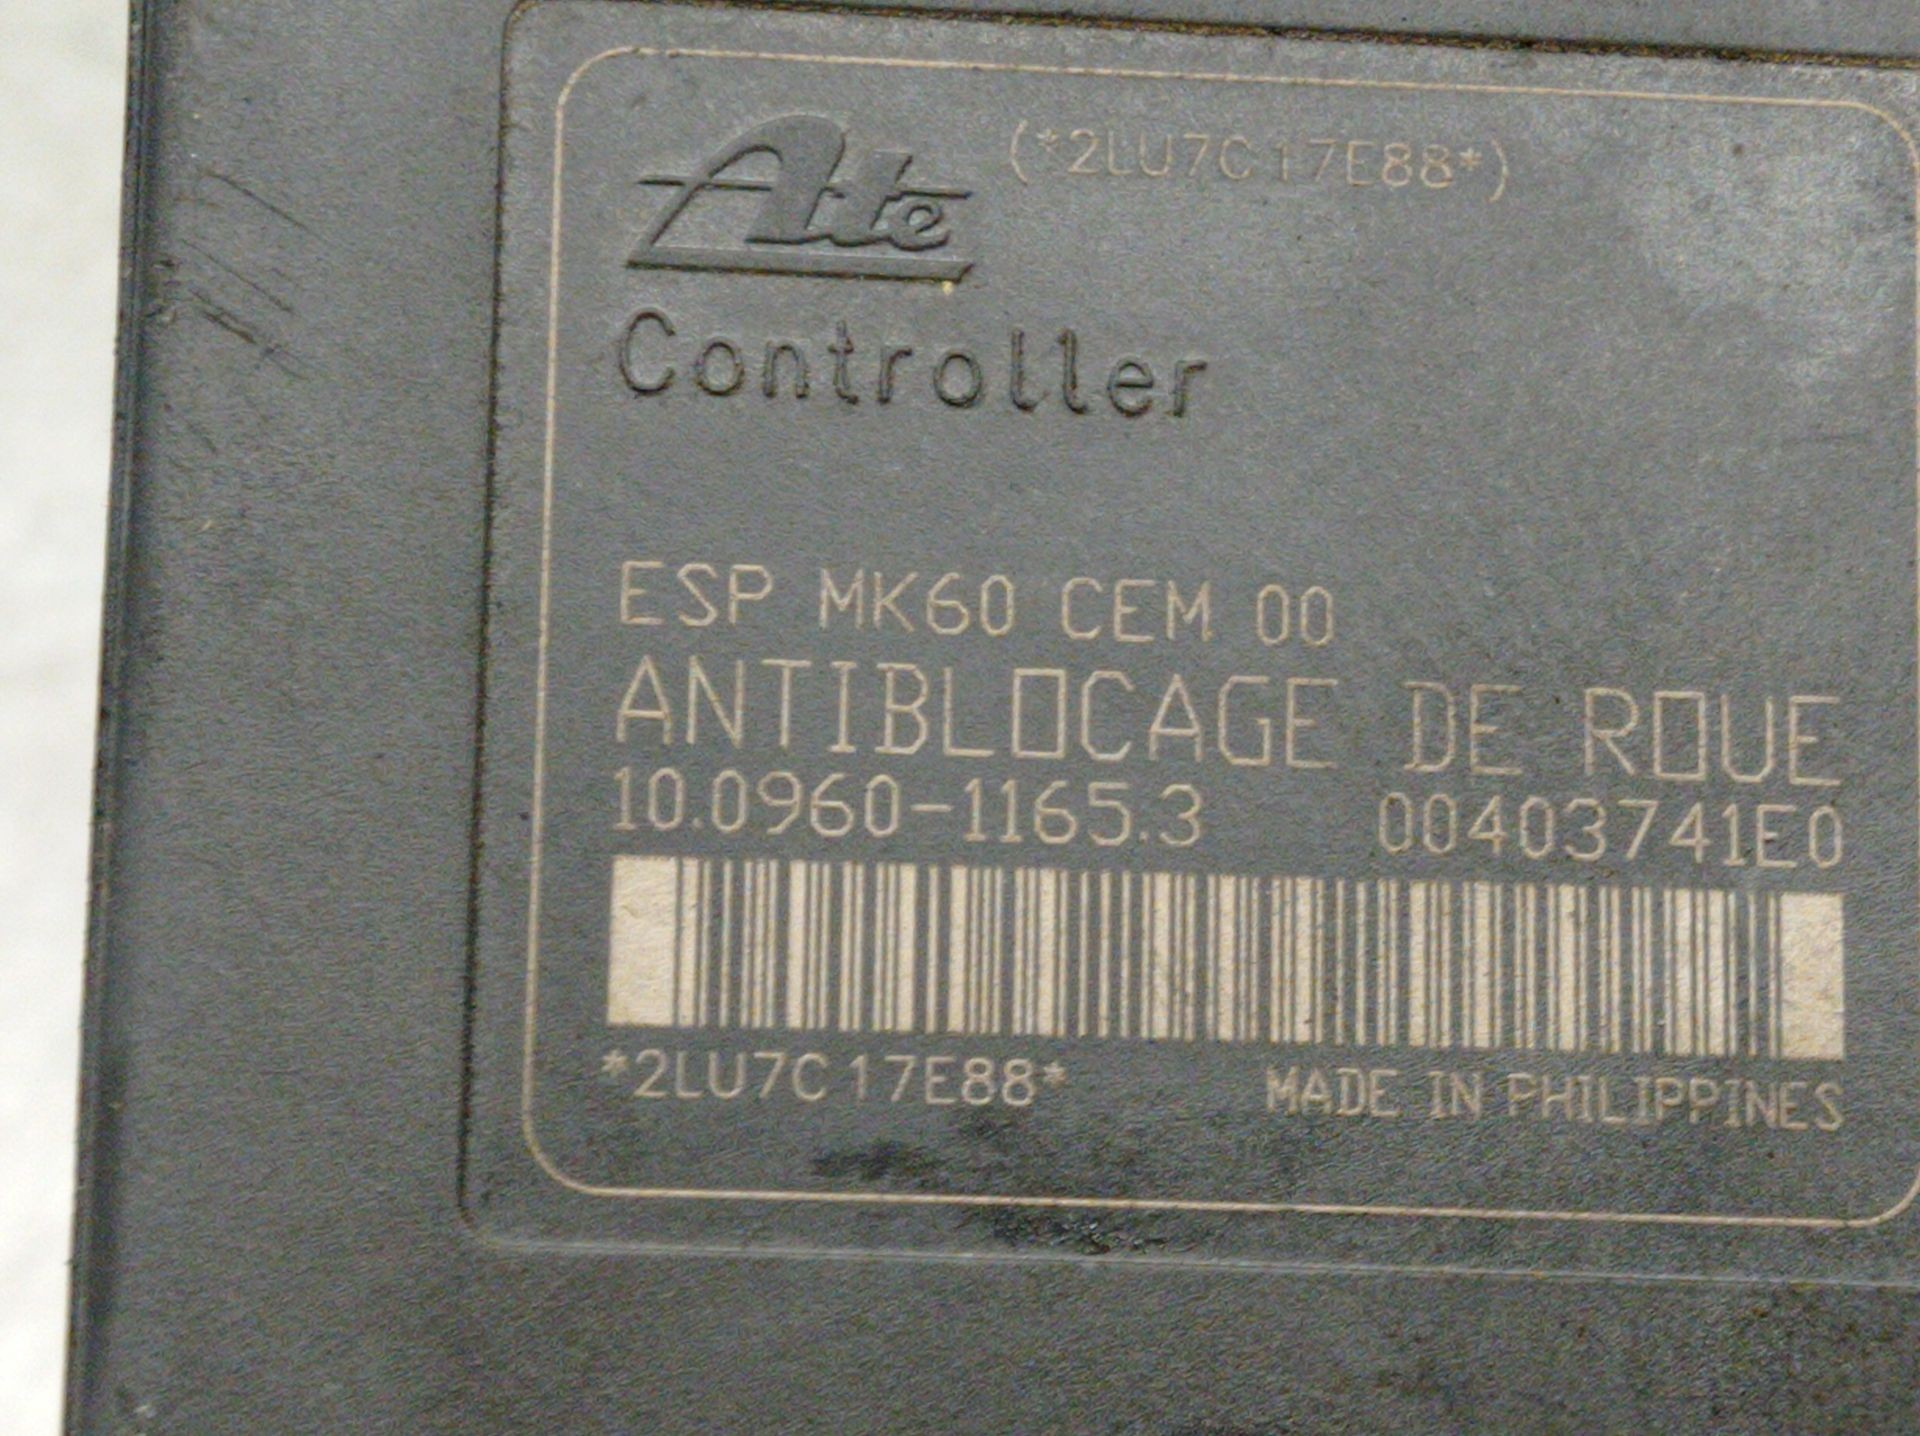 Ate (*2LU7C17E88*)
Controller
ESP MK60 CEM 00
ANTIBLOCAGE DE ROUE
10.0960-1165.3 00403741E0
*2LU7C17E88* MADE IN PHILIPPINES